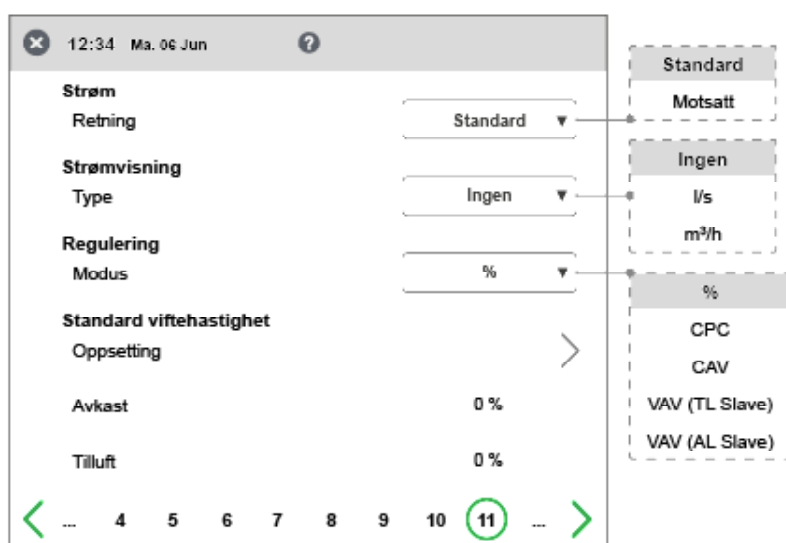 12:34 Ma. 06 Jun ?
Strøm
Retning Standard ▼
Strømvisning
Type Ingen ▼
Regulering
Modus % ▼
Standard viftehastighet
Oppsetting
Avkast 0 %
Tilluft 0 %
... 4 5 6 7 8 9 10 11 ...
Standard
Motsatt
Ingen
l/s
m³/h
%
CPC
CAV
VAV (TL Slave)
VAV (AL Slave)